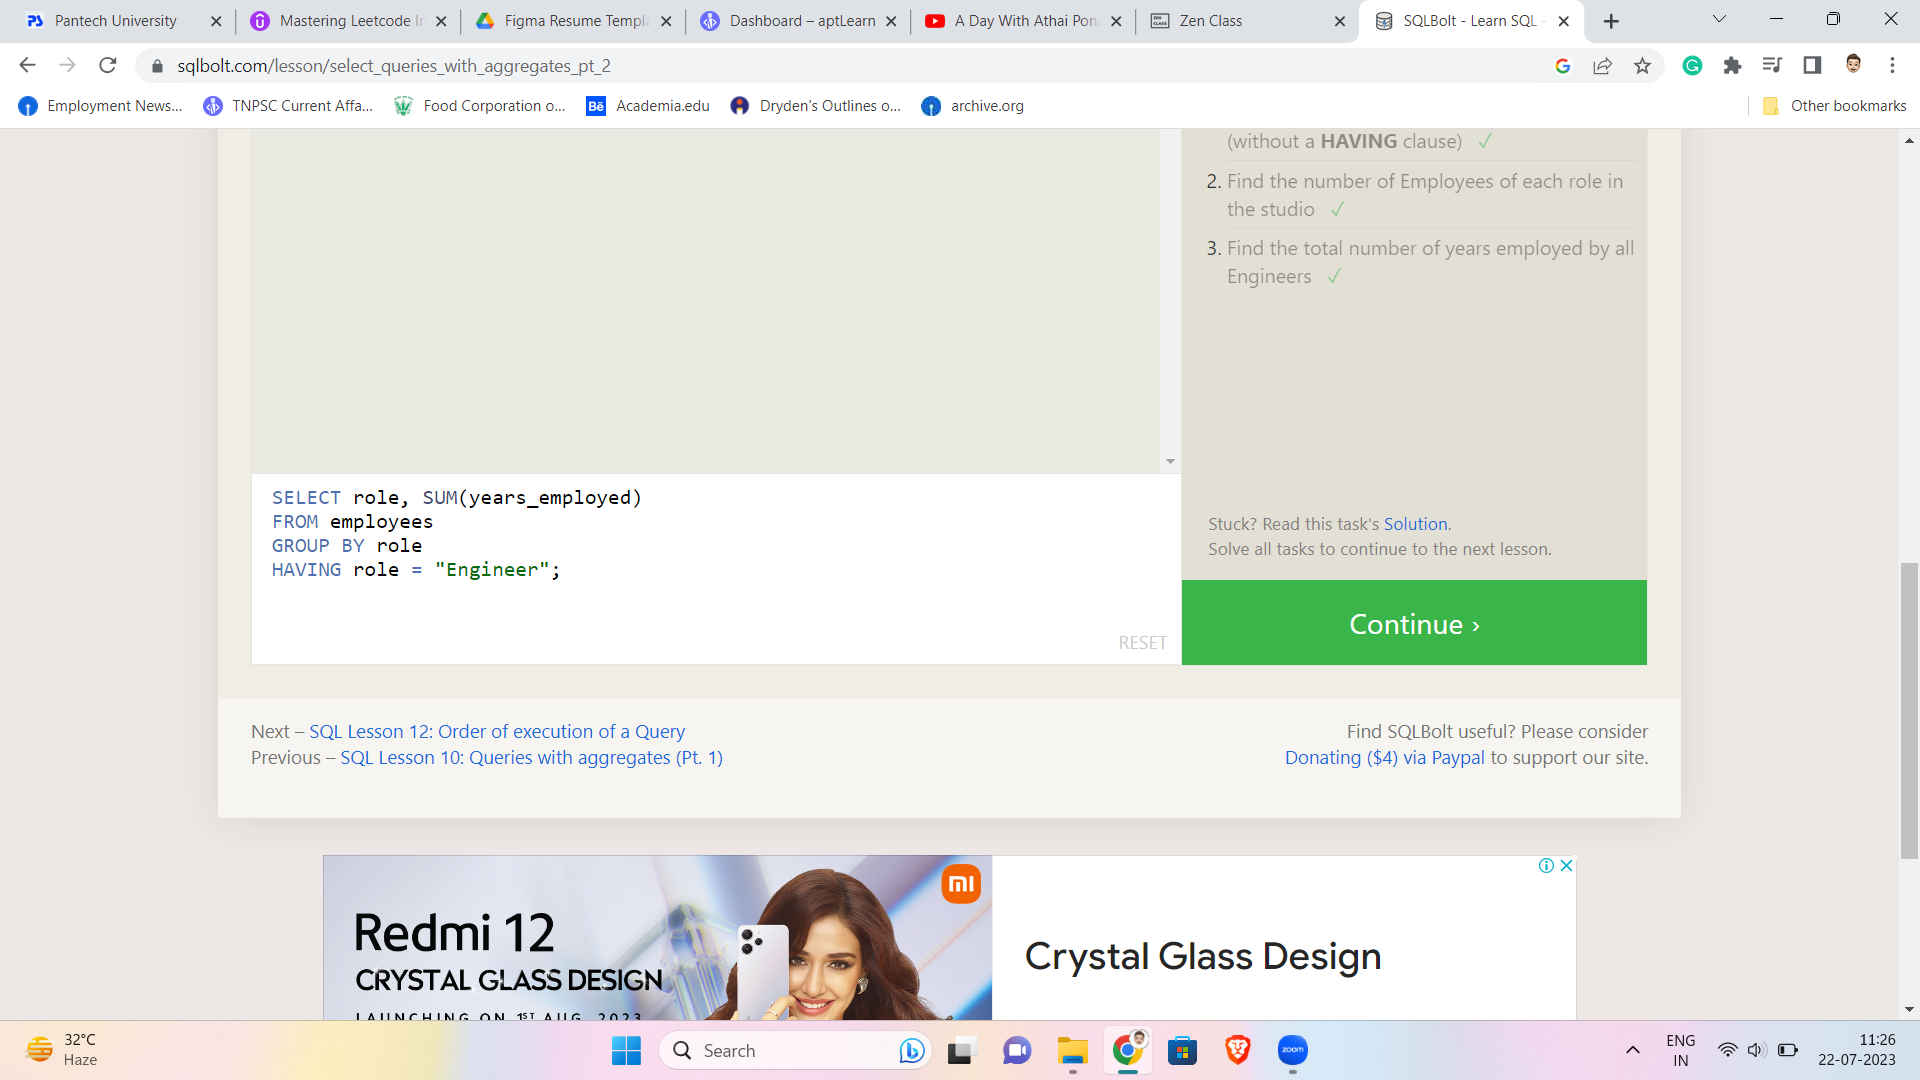 Pantech University
Mastering Leetcode In
Figma Resume Templa
Dashboard – aptLearn
A Day With Athai Pon
Zen Class
SQLBolt - Learn SQL -
sqlbolt.com/lesson/select_queries_with_aggregates_pt_2
Employment News...
TNPSC Current Affa...
Food Corporation o...
Bē
Academia.edu
Dryden's Outlines o...
archive.org
Other bookmarks
(without a HAVING clause) ✓
2. Find the number of Employees of each role in
the studio ✓
3. Find the total number of years employed by all
Engineers ✓
SELECT role, SUM(years_employed)
FROM employees
GROUP BY role
HAVING role = "Engineer";
RESET
Stuck? Read this task's Solution.
Solve all tasks to continue to the next lesson.
Continue ›
Next – SQL Lesson 12: Order of execution of a Query
Previous – SQL Lesson 10: Queries with aggregates (Pt. 1)
Find SQLBolt useful? Please consider
Donating ($4) via Paypal to support our site.
Redmi 12
CRYSTAL GLASS DESIGN
LAUNCHING ON 1ST AUG, 2023
mi
Crystal Glass Design
32°C
Haze
Search
zoom
ENG
IN
11:26
22-07-2023